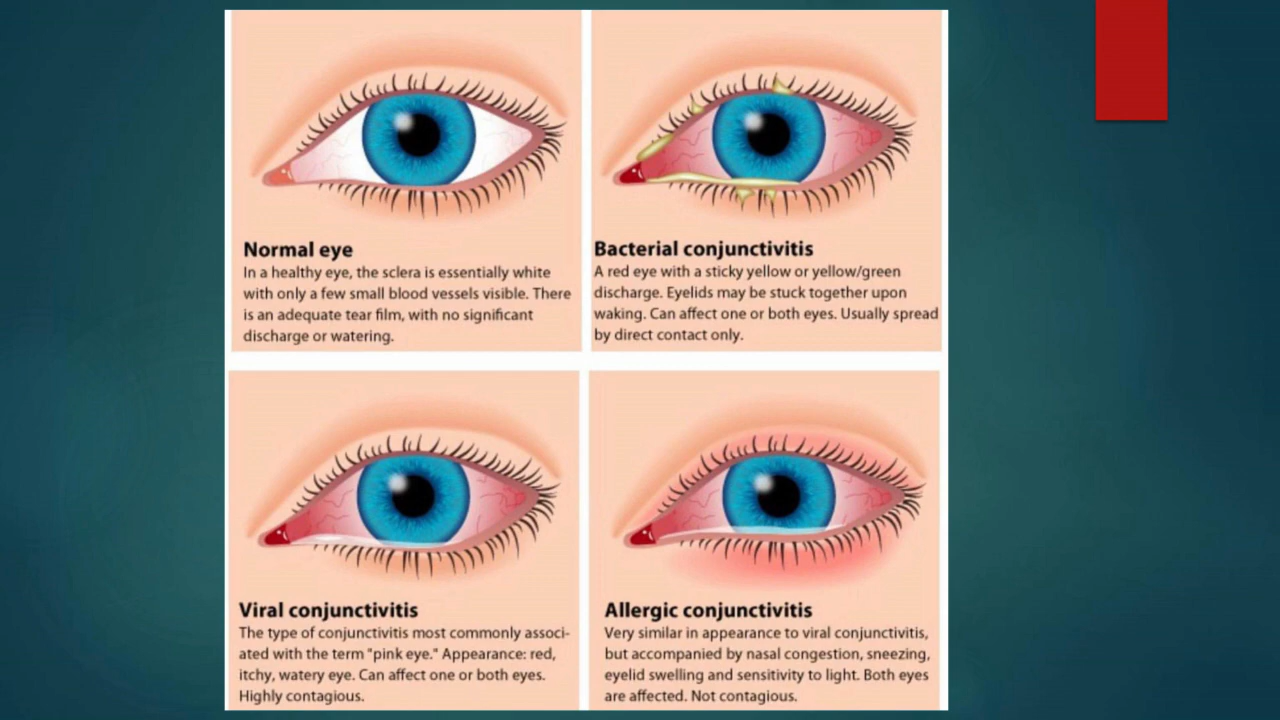 Normal eye
In a healthy eye, the sclera is essentially white
with only a few small blood vessels visible. There
is an adequate tear film, with no significant
discharge or watering.
Bacterial conjunctivitis
A red eye with a sticky yellow or yellow/green
discharge. Eyelids may be stuck together upon
waking. Can affect one or both eyes. Usually spread
by direct contact only.
Viral conjunctivitis
The type of conjunctivitis most commonly associ-
ated with the term "pink eye." Appearance: red,
itchy, watery eye. Can affect one or both eyes.
Highly contagious.
Allergic conjunctivitis
Very similar in appearance to viral conjunctivitis,
but accompanied by nasal congestion, sneezing,
eyelid swelling and sensitivity to light. Both eyes
are affected. Not contagious.